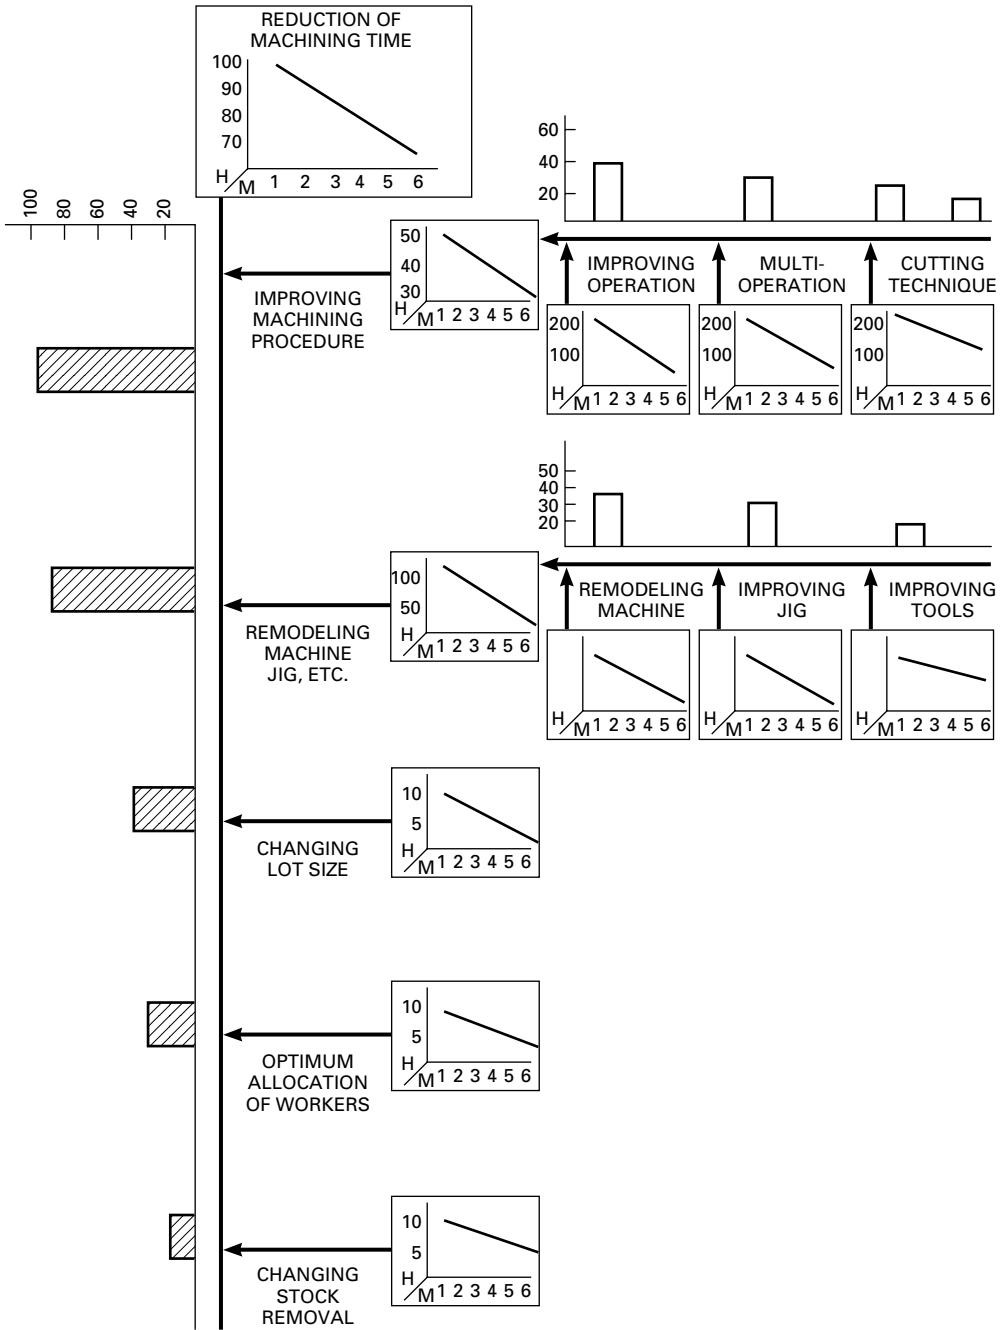 REDUCTION OF
MACHINING TIME
100
90
80
70
H
M 1 2 3 4 5 6
100 80 60 40 20
60
40
20
50
40
30
H
M 1 2 3 4 5 6
IMPROVING
MACHINING
PROCEDURE
IMPROVING
OPERATION
MULTI-
OPERATION
CUTTING
TECHNIQUE
200
100
H
M 1 2 3 4 5 6
200
100
H
M 1 2 3 4 5 6
200
100
H
M 1 2 3 4 5 6
50
40
30
20
100
50
H
M 1 2 3 4 5 6
REMODELING
MACHINE
JIG, ETC.
REMODELING
MACHINE
IMPROVING
JIG
IMPROVING
TOOLS
H
M 1 2 3 4 5 6
H
M 1 2 3 4 5 6
H
M 1 2 3 4 5 6
10
5
H
M 1 2 3 4 5 6
CHANGING
LOT SIZE
10
5
H
M 1 2 3 4 5 6
OPTIMUM
ALLOCATION
OF WORKERS
10
5
H
M 1 2 3 4 5 6
CHANGING
STOCK
REMOVAL